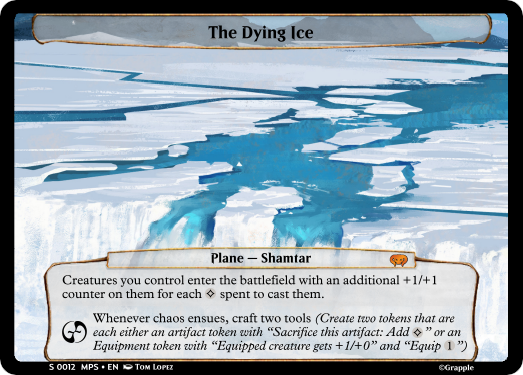 The Dying Ice
Plane — Shamtar
Creatures you control enter the battlefield with an additional +1/+1
counter on them for each spent to cast them.
Whenever chaos ensues, craft two tools (Create two tokens that are
each either an artifact token with “Sacrifice this artifact: Add ” or an
Equipment token with “Equipped creature gets +1/+0” and “Equip 1 ”)
S 0012 MPS • EN Tom Lopez
©Grapple